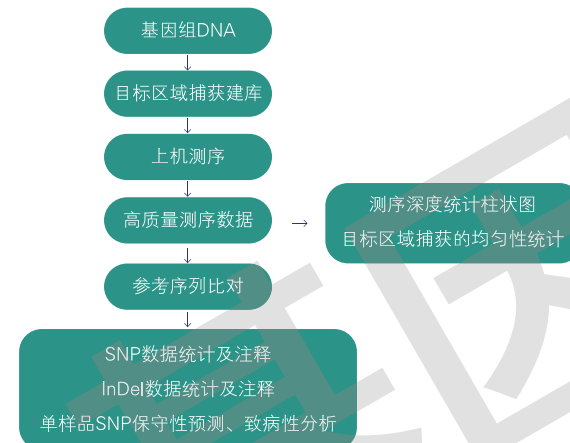 基因组DNA
目标区域捕获建库
上机测序
高质量测序数据
测序深度统计柱状图
目标区域捕获的均匀性统计
参考序列比对
SNP数据统计及注释
InDel数据统计及注释
单样品SNP保守性预测、致病性分析